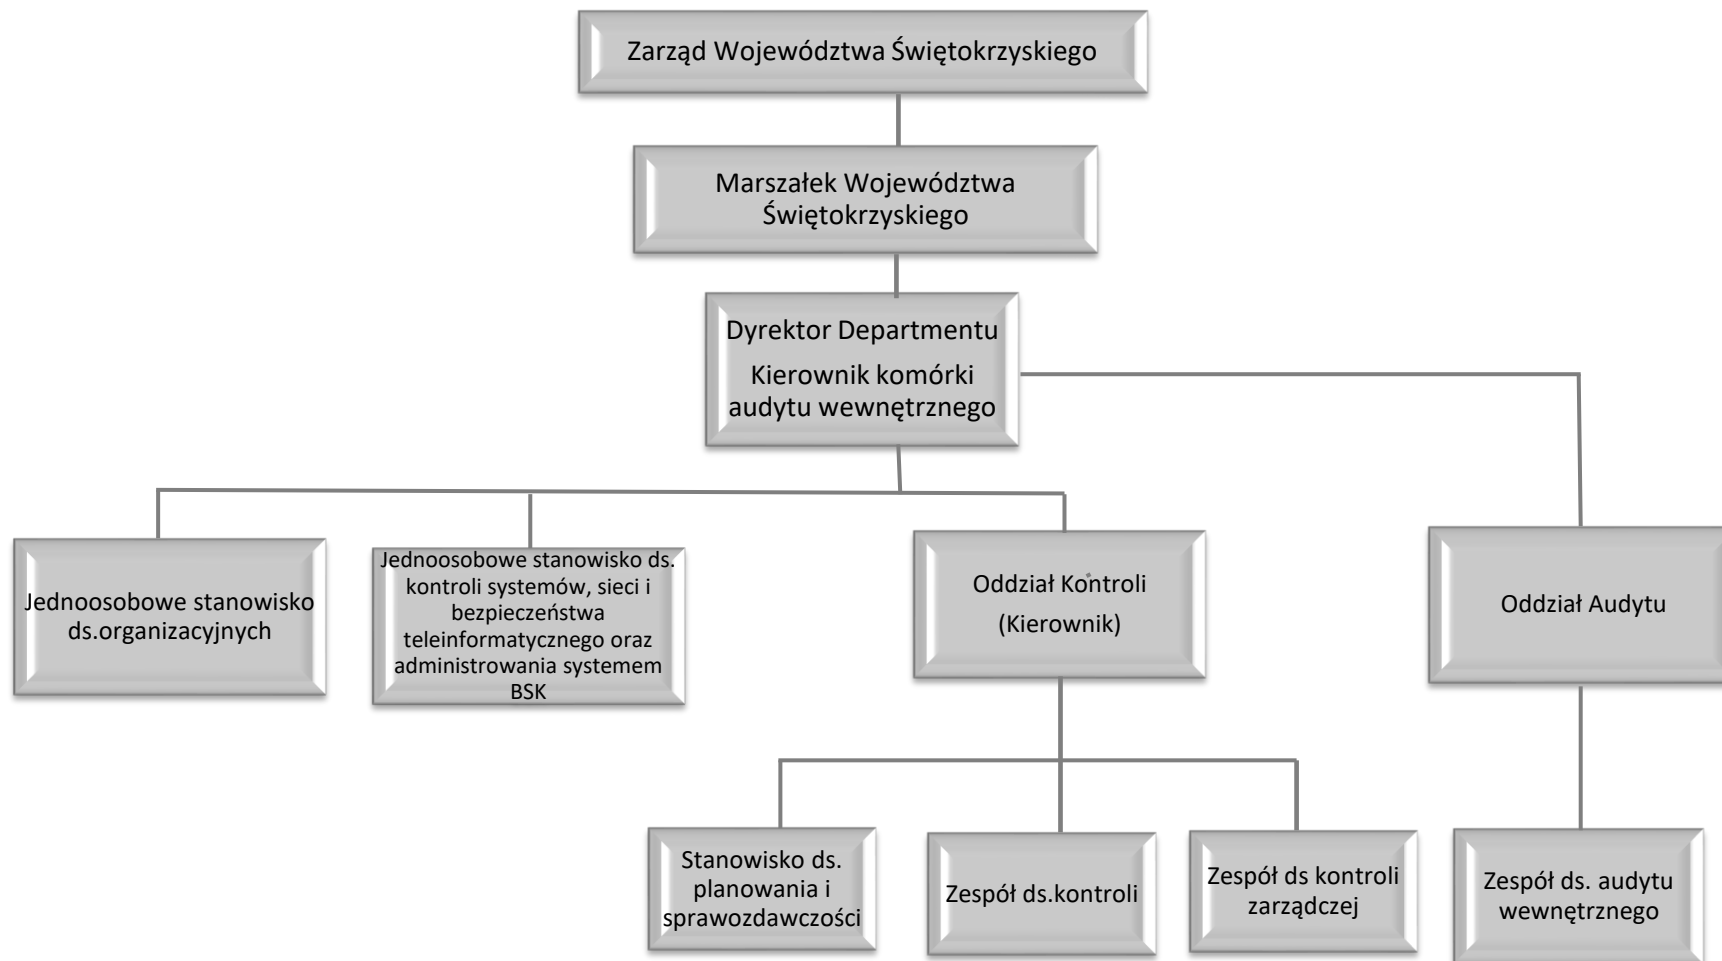 Zarząd Województwa Świętokrzyskiego
Marszałek Województwa
Świętokrzyskiego
Dyrektor Departmentu
Kierownik komórki
audytu wewnętrznego
Jednoosobowe stanowisko
ds.organizacyjnych
Jednoosobowe stanowisko ds.
kontroli systemów, sieci i
bezpieczeństwa
teleinformatycznego oraz
administrowania systemem
BSK
Oddział Kontroli
(Kierownik)
Oddział Audytu
Stanowisko ds.
planowania i
sprawozdawczości
Zespół ds.kontroli
Zespół ds kontroli
zarządczej
Zespół ds. audytu
wewnętrznego